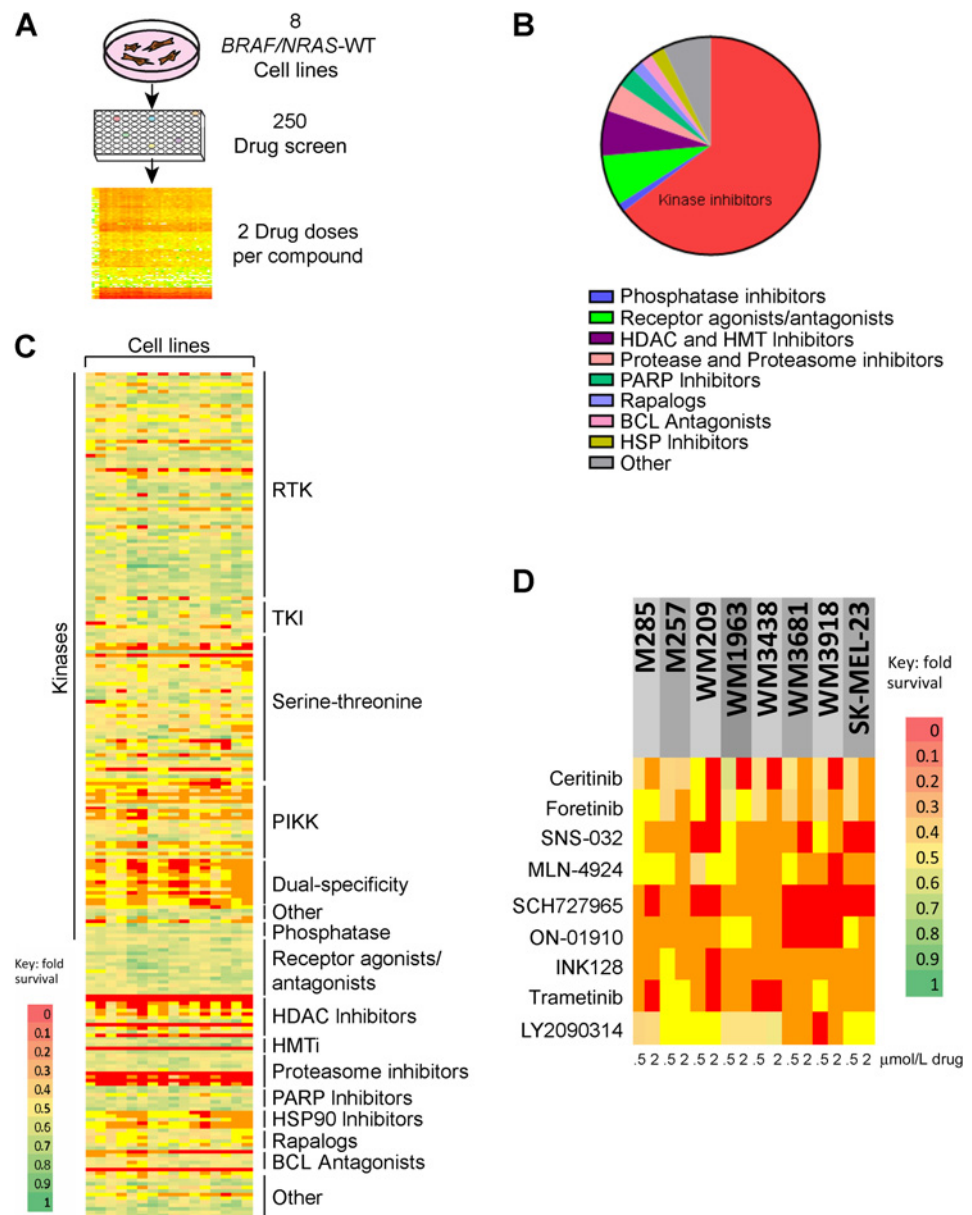 A
8
BRAF/NRAS-WT
Cell lines
250
Drug screen
2 Drug doses
per compound
B
Kinase inhibitors
Phosphatase inhibitors
Receptor agonists/antagonists
HDAC and HMT Inhibitors
Protease and Proteasome inhibitors
PARP Inhibitors
Rapalogs
BCL Antagonists
HSP Inhibitors
Other
C
Cell lines
Kinases
RTK
TKI
Serine-threonine
PIKK
Dual-specificity
Other
Phosphatase
Receptor agonists/
antagonists
HDAC Inhibitors
HMTi
Proteasome inhibitors
PARP Inhibitors
HSP90 Inhibitors
Rapalogs
BCL Antagonists
Other
Key: fold
survival
0
0.1
0.2
0.3
0.4
0.5
0.6
0.7
0.8
0.9
1
D
M285
M257
WM209
WM1963
WM3438
WM3681
WM3918
SK-MEL-23
Ceritinib
Foretinib
SNS-032
MLN-4924
SCH727965
ON-01910
INK128
Trametinib
LY2090314
.5 2 .5 2 .5 2 .5 2 .5 2 .5 2 .5 2 .5 2 μmol/L drug
Key: fold
survival
0
0.1
0.2
0.3
0.4
0.5
0.6
0.7
0.8
0.9
1